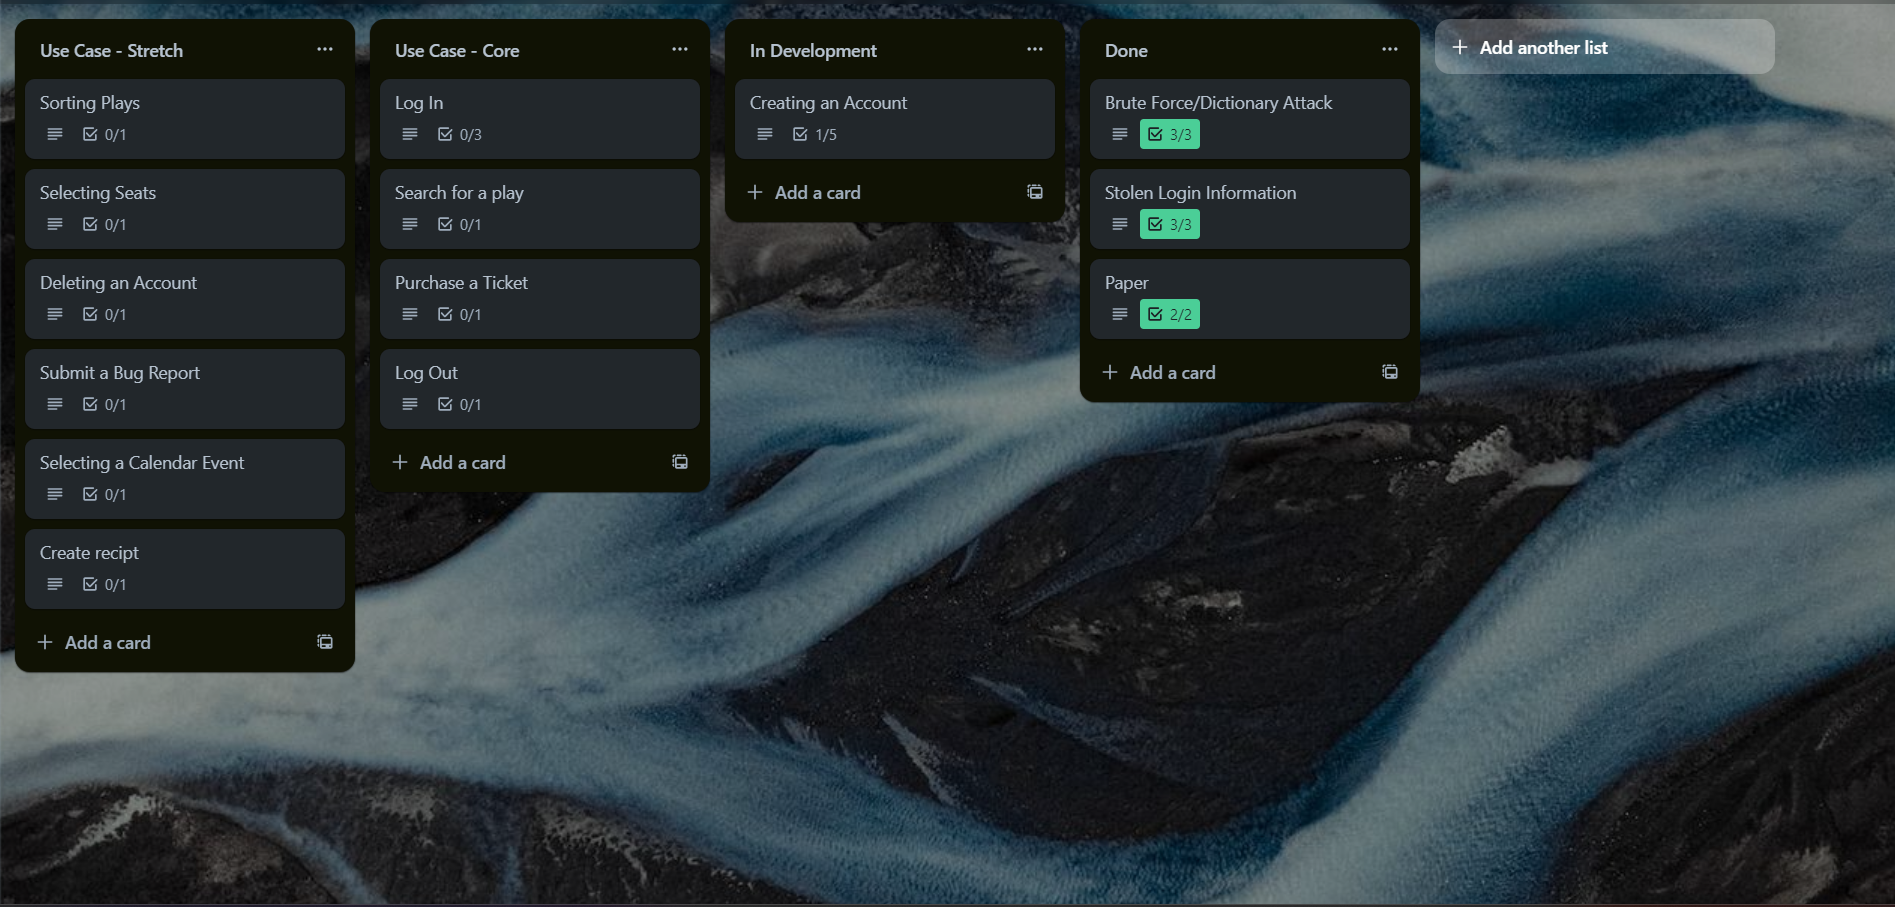 Use Case - Stretch
Sorting Plays
0/1
Selecting Seats
0/1
Deleting an Account
0/1
Submit a Bug Report
0/1
Selecting a Calendar Event
0/1
Create recipt
0/1
Add a card
Use Case - Core
Log In
0/3
Search for a play
0/1
Purchase a Ticket
0/1
Log Out
0/1
Add a card
In Development
Creating an Account
1/5
Add a card
Done
Brute Force/Dictionary Attack
3/3
Stolen Login Information
3/3
Paper
2/2
Add a card
Add another list